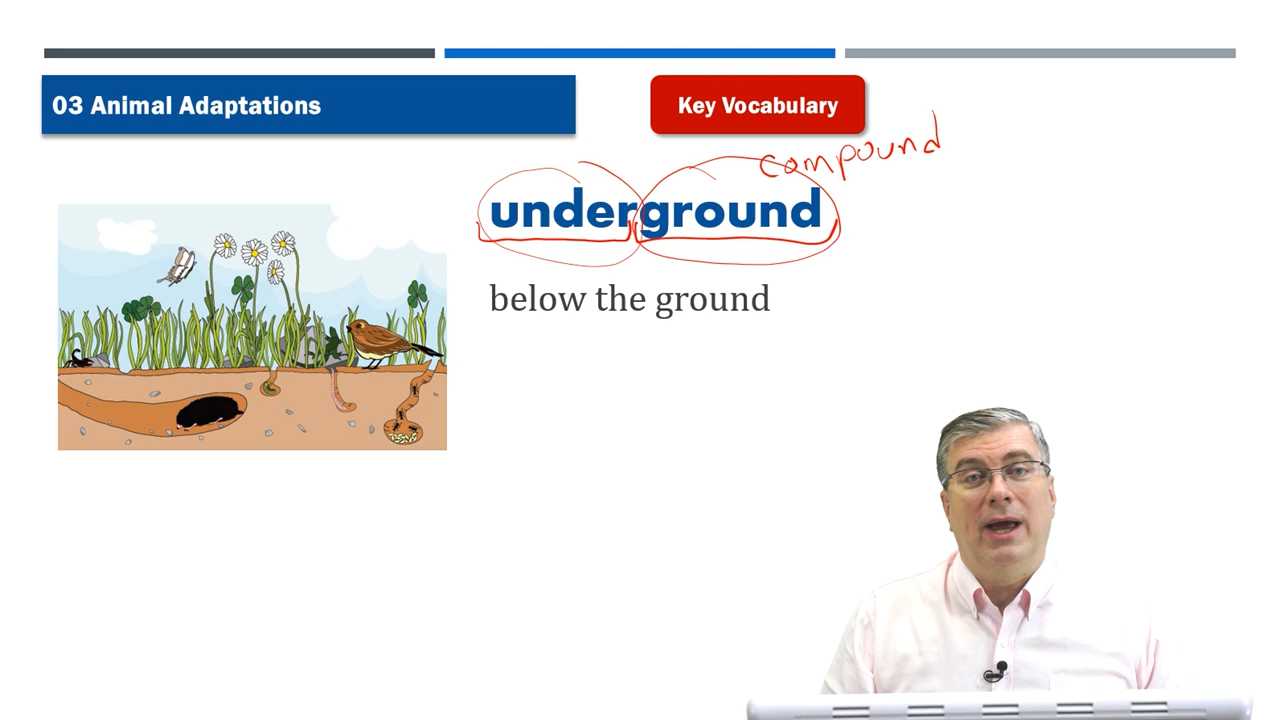 03 Animal Adaptations
Key Vocabulary
compound
underground
below the ground